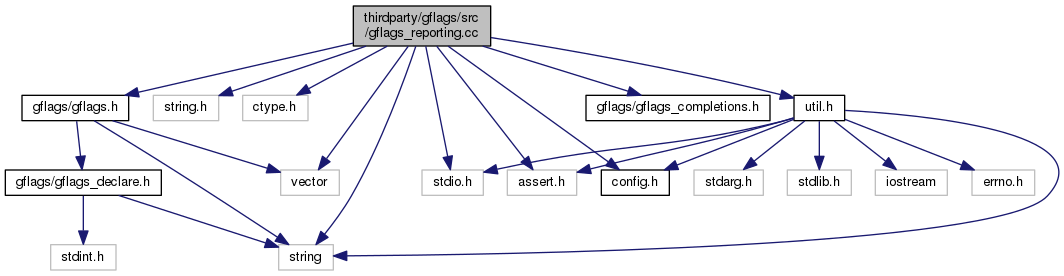 thirdparty/gflags/src
/gflags_reporting.cc
gflags/gflags.h
string.h
ctype.h
gflags/gflags_completions.h
util.h
gflags/gflags_declare.h
vector
stdio.h
assert.h
config.h
stdarg.h
stdlib.h
iostream
errno.h
stdint.h
string